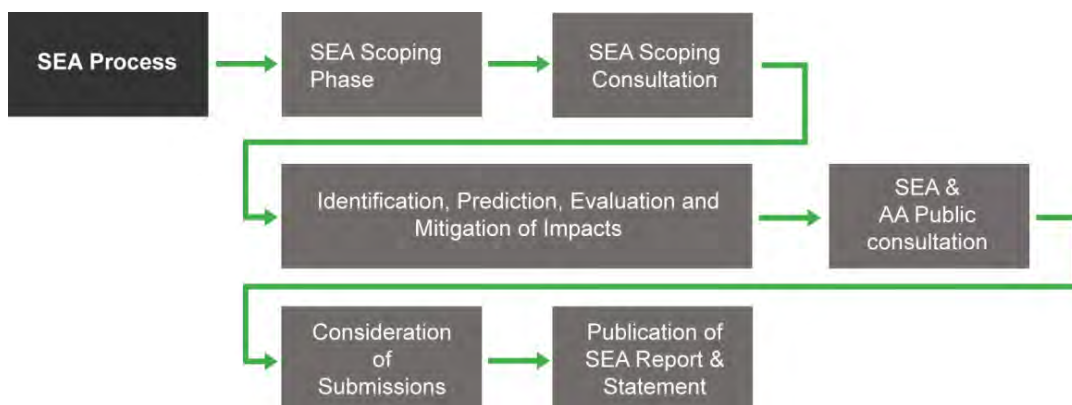 SEA Process
SEA Scoping
Phase
SEA Scoping
Consultation
Identification, Prediction, Evaluation and
Mitigation of Impacts
SEA &
AA Public
consultation
Consideration
of
Submissions
Publication of
SEA Report &
Statement